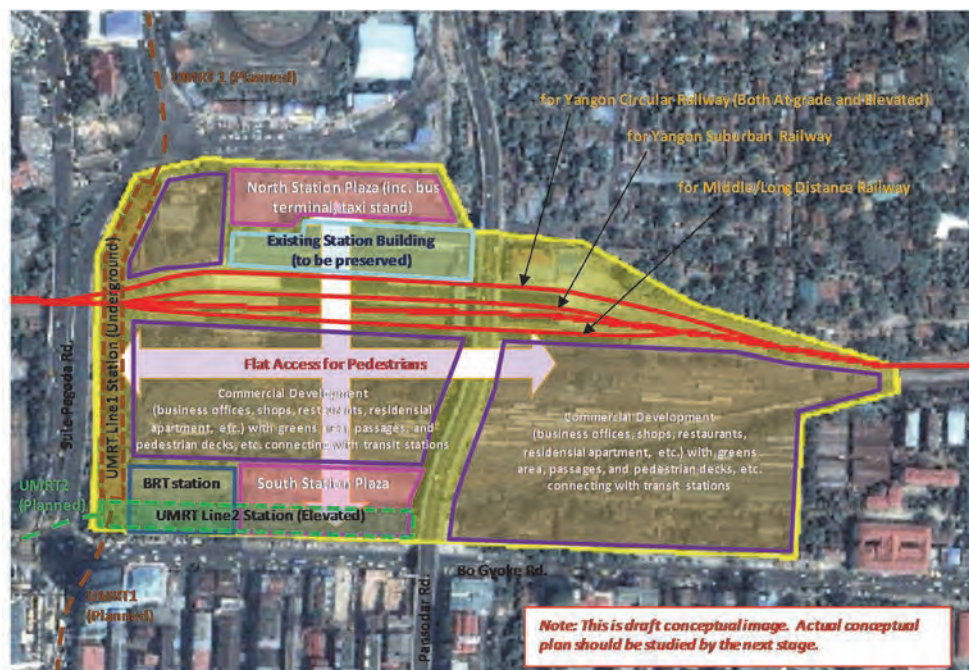 UMRT 1 (Planned)
for Yangon Circular Railway (Both At-grade and Elevated)
for Yangon Suburban Railway
for Middle/Long Distance Railway
North Station Plaza (inc. bus
terminal, taxi stand)
Existing Station Building
(to be preserved)
UMRT Line1 Station (Underground)
Sule Pagoda Rd.
Flat Access for Pedestrians
Commercial Development
(business offices, shops, restaurants, residensial
apartment, etc.) with greens area, passages, and
pedestrian decks, etc. connecting with transit stations
Commercial Development
(business offices, shops, restaurants,
residensial apartment, etc.) with greens
area, passages, and pedestrian decks, etc.
connecting with transit stations
BRT station
South Station Plaza
UMRT2
(Planned)
UMRT Line2 Station (Elevated)
Bo Gyoke Rd.
Pansodar Rd.
UMRT1
(Planned)
Note: This is draft conceptual image. Actual conceptual
plan should be studied by the next stage.